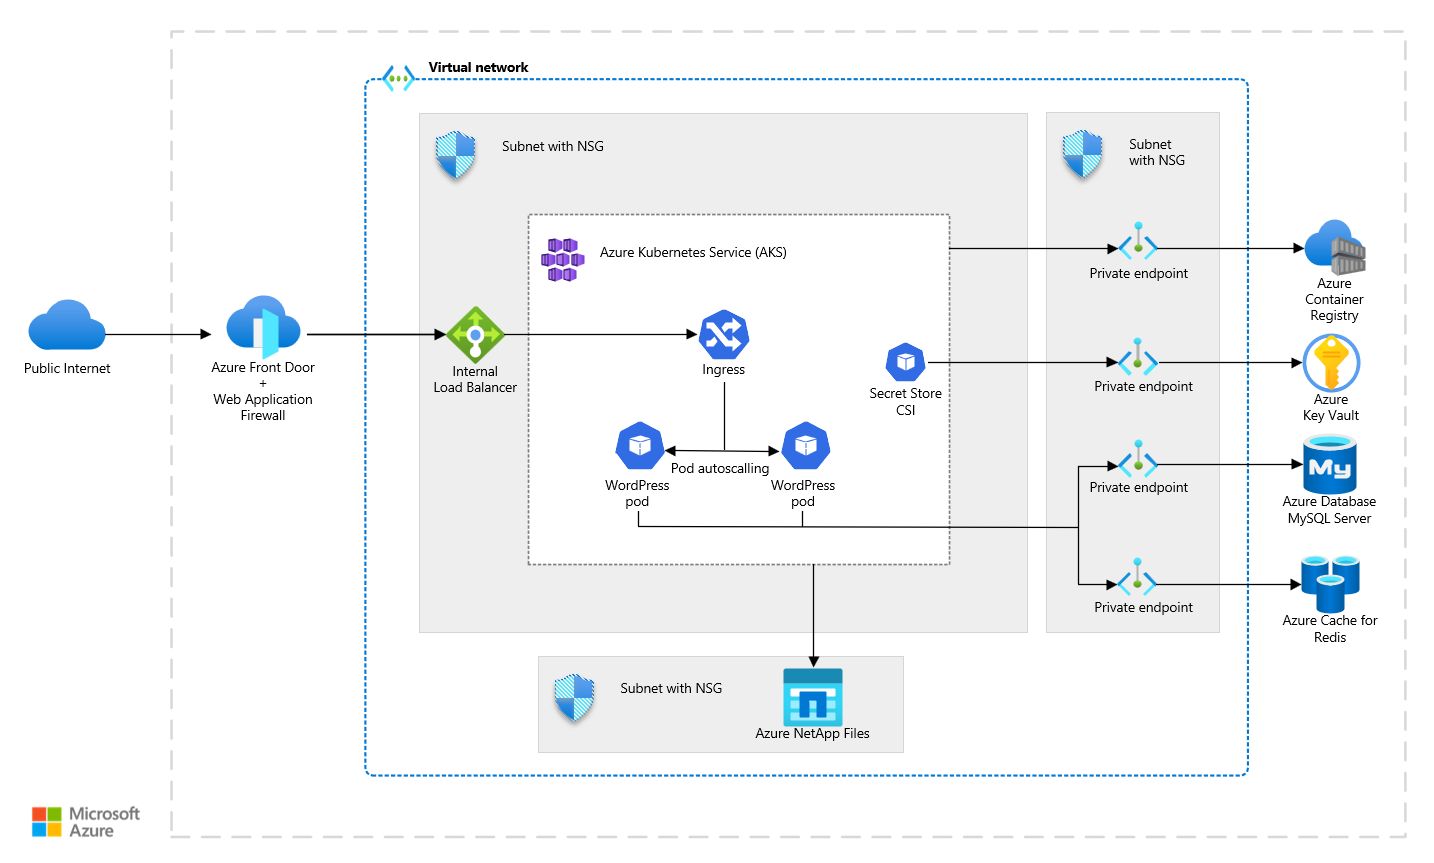 Virtual network
Subnet with NSG
Subnet
with NSG
Azure Kubernetes Service (AKS)
Private endpoint
Azure
Container
Registry
Public Internet
Azure Front Door
+
Web Application
Firewall
Internal
Load Balancer
Ingress
Secret Store
CSI
Private endpoint
Azure
Key Vault
Pod autoscalling
WordPress
pod
WordPress
pod
Private endpoint
My
Azure Database
MySQL Server
Private endpoint
Azure Cache for
Redis
Subnet with NSG
Azure NetApp Files
Microsoft
Azure